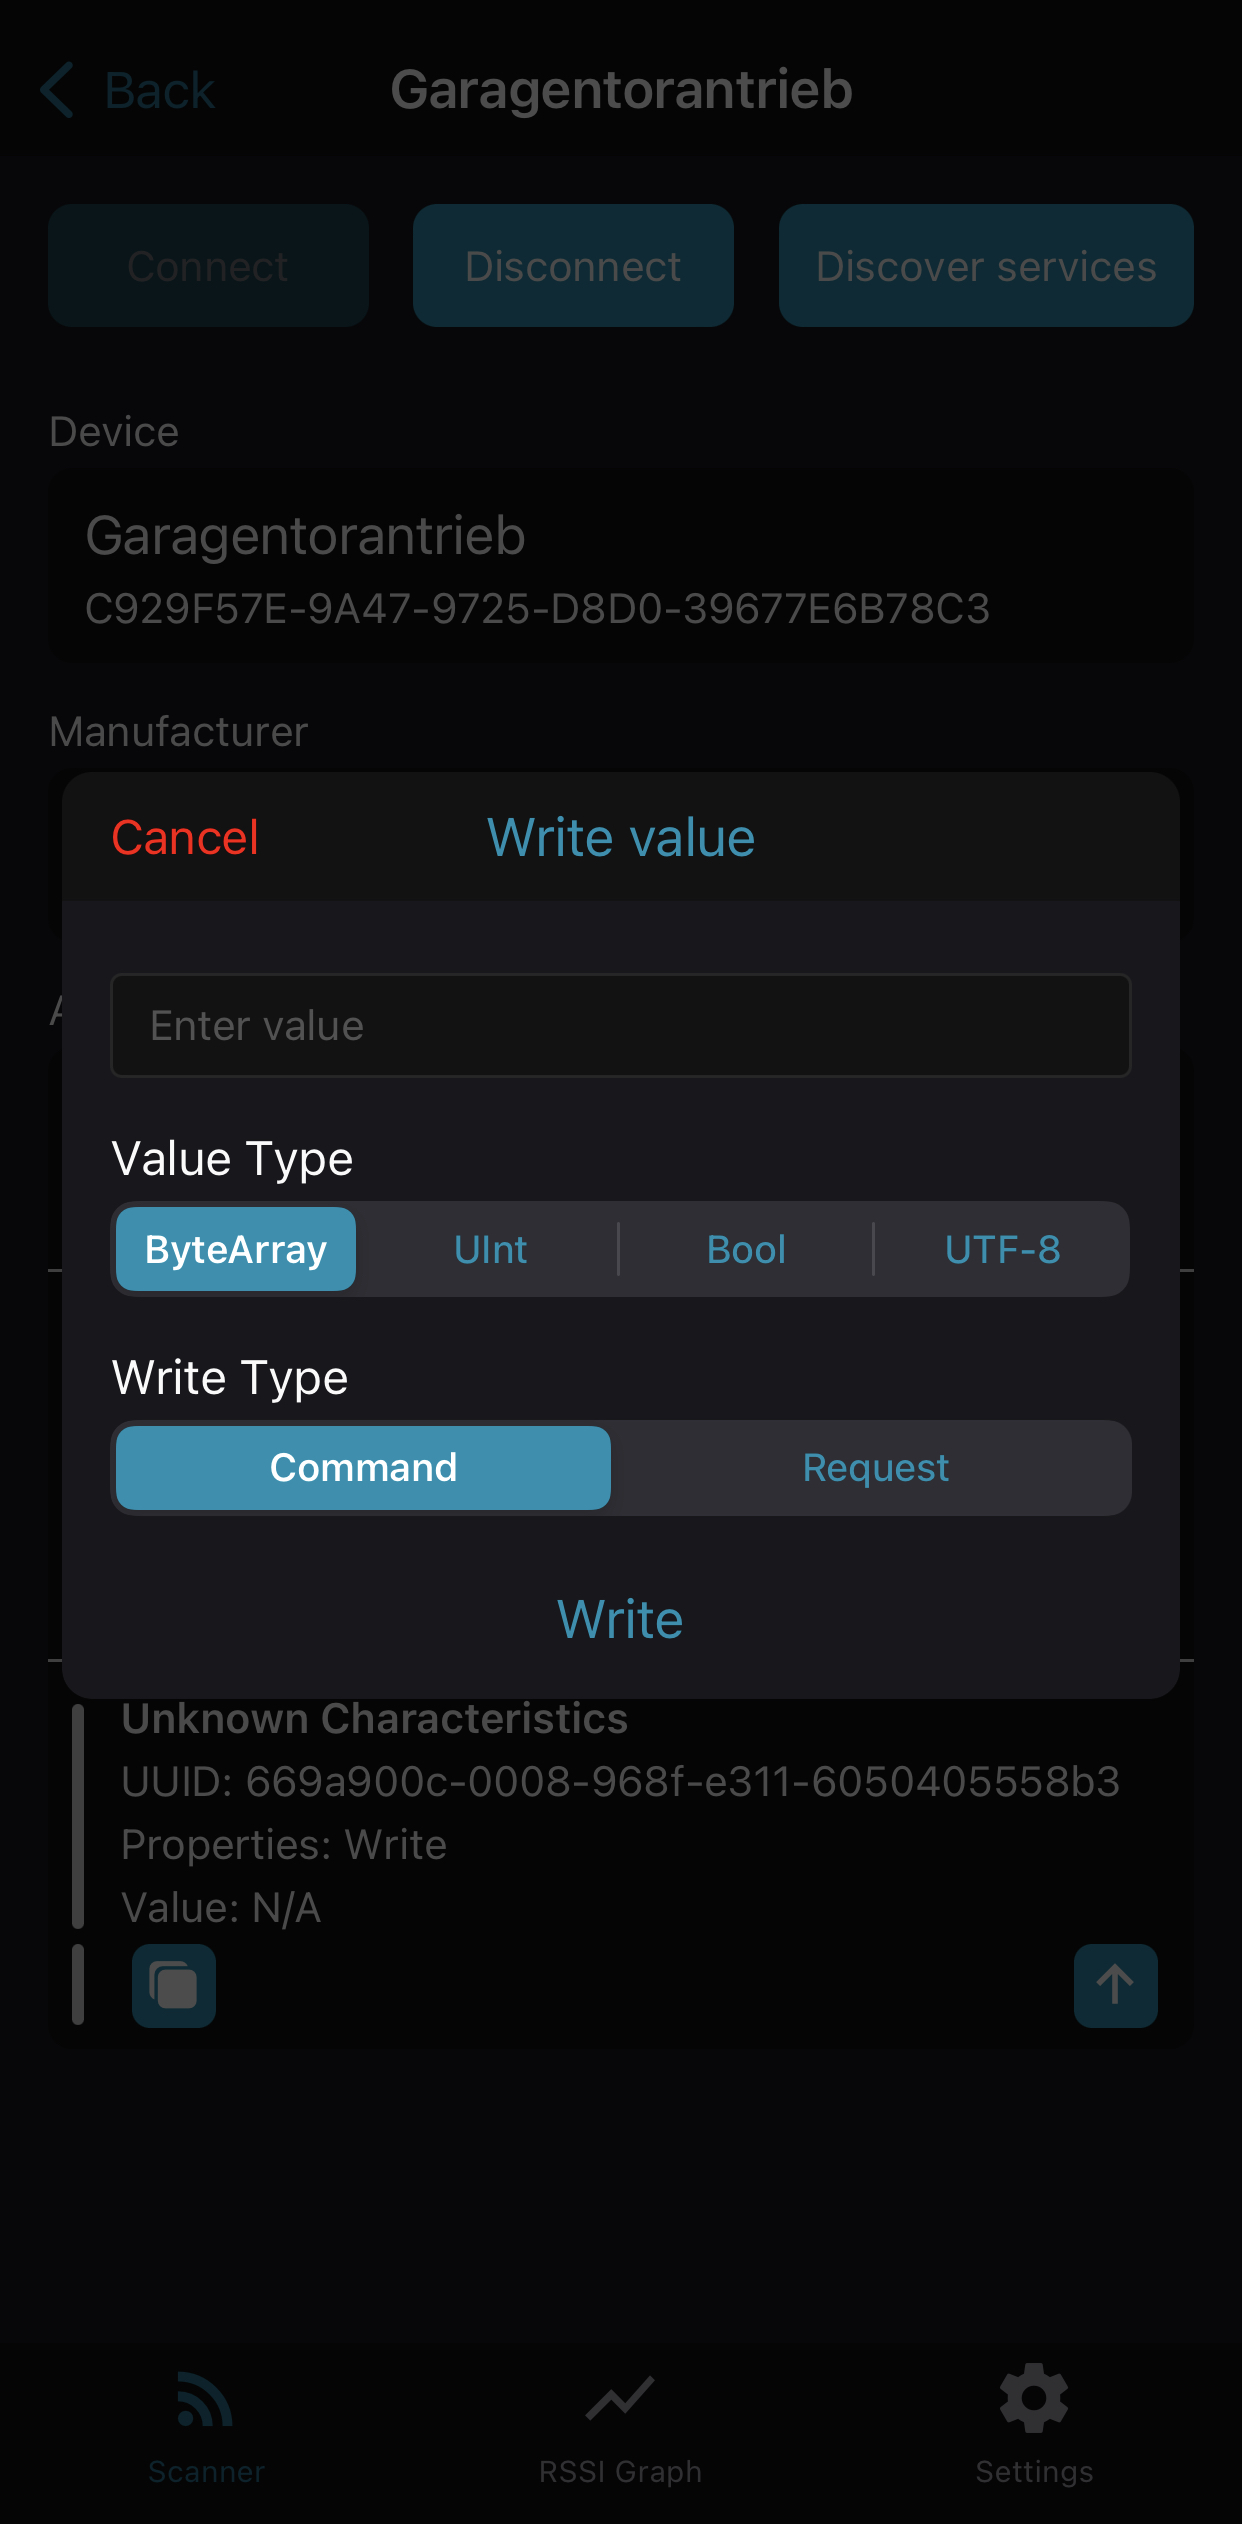 Back
Garagentorantrieb
Connect
Disconnect
Discover services
Device
Garagentorantrieb
C929F57E-9A47-9725-D8D0-39677E6B78C3
Manufacturer
Cancel
Write value
Enter value
Value Type
ByteArray
UInt
Bool
UTF-8
Write Type
Command
Request
Write
Unknown Characteristics
UUID: 669a900c-0008-968f-e311-6050405558b3
Properties: Write
Value: N/A
Scanner
RSSI Graph
Settings